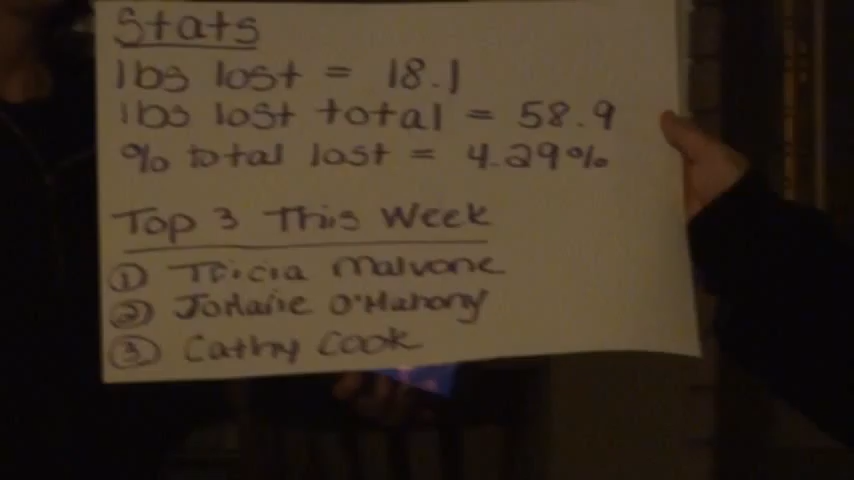 Stats
lbs lost = 18.1
lbs lost total = 58.9
% total lost = 4.29%
Top 3 This Week
① Tricia Malvone
② O'Mahony
③ Cathy Cook